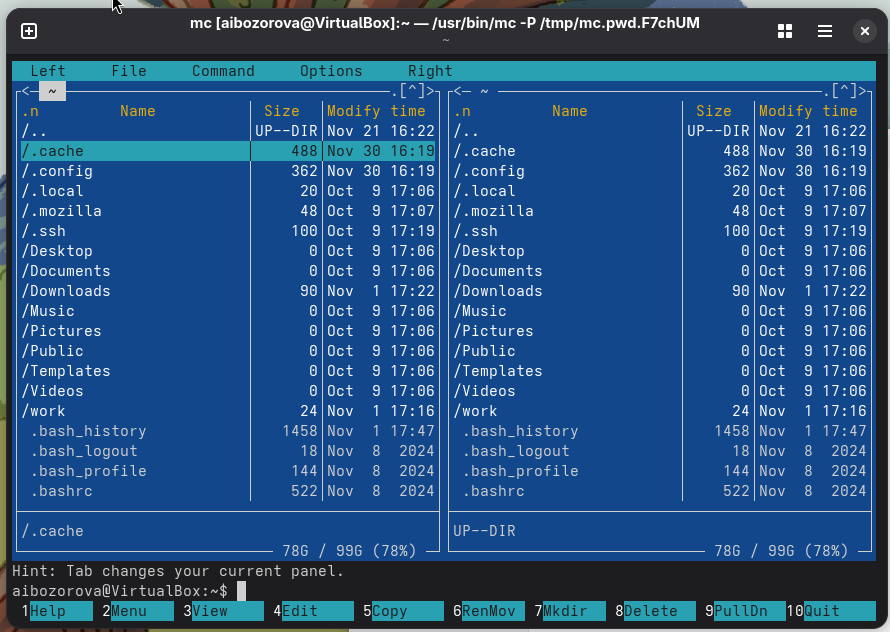 mc [aibozorova@VirtualBox]:~ — /usr/bin/mc -P /tmp/mc.pwd.F7chUM
~
Left File Command Options Right
<─ ~ ─.[^]> <─ ~ ─.[^]>
.n Name Size Modify time .n Name Size Modify time
/.. UP--DIR Nov 21 16:22 /.. UP--DIR Nov 21 16:22
/.cache 488 Nov 30 16:19 /.cache 488 Nov 30 16:19
/.config 362 Nov 30 16:19 /.config 362 Nov 30 16:19
/.local 20 Oct 9 17:06 /.local 20 Oct 9 17:06
/.mozilla 48 Oct 9 17:07 /.mozilla 48 Oct 9 17:07
/.ssh 100 Oct 9 17:19 /.ssh 100 Oct 9 17:19
/Desktop 0 Oct 9 17:06 /Desktop 0 Oct 9 17:06
/Documents 0 Oct 9 17:06 /Documents 0 Oct 9 17:06
/Downloads 90 Nov 1 17:22 /Downloads 90 Nov 1 17:22
/Music 0 Oct 9 17:06 /Music 0 Oct 9 17:06
/Pictures 0 Oct 9 17:06 /Pictures 0 Oct 9 17:06
/Public 0 Oct 9 17:06 /Public 0 Oct 9 17:06
/Templates 0 Oct 9 17:06 /Templates 0 Oct 9 17:06
/Videos 0 Oct 9 17:06 /Videos 0 Oct 9 17:06
/work 24 Nov 1 17:16 /work 24 Nov 1 17:16
.bash_history 1458 Nov 1 17:47 .bash_history 1458 Nov 1 17:47
.bash_logout 18 Nov 8 2024 .bash_logout 18 Nov 8 2024
.bash_profile 144 Nov 8 2024 .bash_profile 144 Nov 8 2024
.bashrc 522 Nov 8 2024 .bashrc 522 Nov 8 2024
/.cache UP--DIR
78G / 99G (78%) 78G / 99G (78%)
Hint: Tab changes your current panel.
aibozorova@VirtualBox:~$
1Help 2Menu 3View 4Edit 5Copy 6RenMov 7Mkdir 8Delete 9PullDn 10Quit